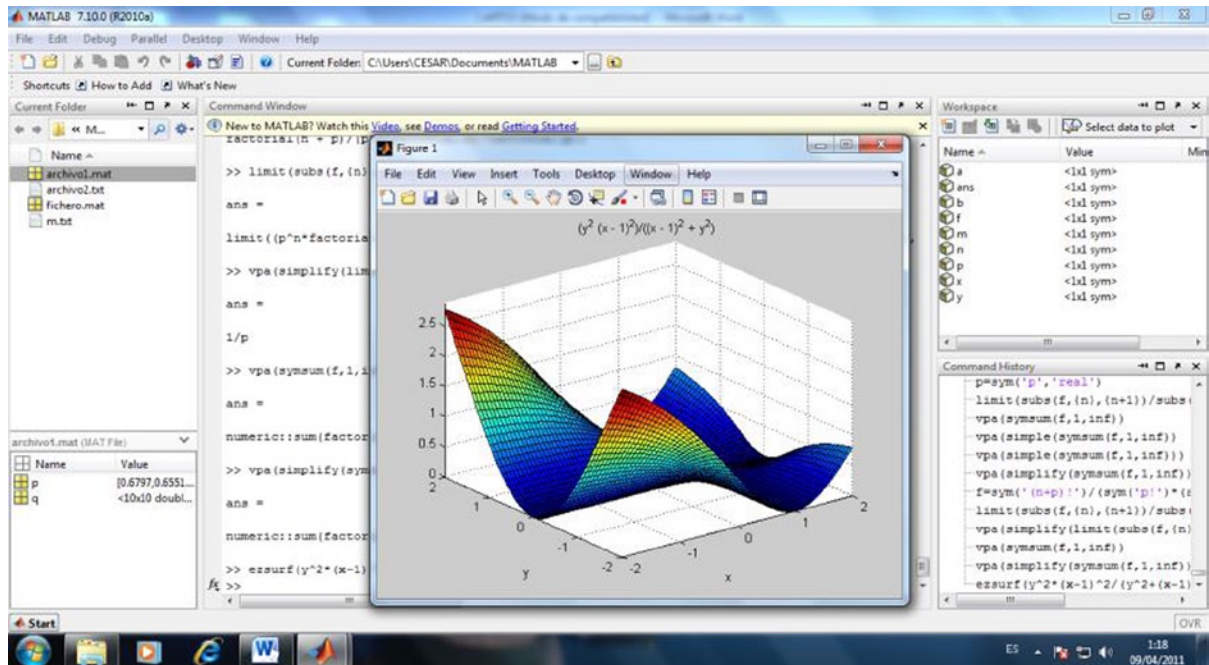 MATLAB 7.10.0 (R2010a)
File Edit Debug Parallel Desktop Window Help
Current Folder: C:\Users\CESAR\Documents\MATLAB
Shortcuts How to Add What's New
Current Folder
« M...
Name
archivo1.mat
archivo2.txt
fichero.mat
m.txt
archivo1.mat (MAT File)
Name Value
p [0.6797,0.6551...
q <10x10 doubl...
Command Window
New to MATLAB? Watch this Video, see Demos, or read Getting Started.
factorial(n + p)/(p
>> limit(subs(f,(n)
ans =
limit((p^n*factoria
>> vpa(simplify(lim
ans =
1/p
>> vpa(symsum(f,1,i
ans =
numeric::sum(factor
>> vpa(simplify(sym
ans =
numeric::sum(factor
>> ezsurf(y^2*(x-1)
fx >>
Figure 1
File Edit View Insert Tools Desktop Window Help
(y² (x - 1)²)/((x - 1)² + y²)
2.5
2
1.5
1
0.5
0
2
1
0
-1
-2
y
-2
-1
0
1
2
x
Workspace
Select data to plot
Name Value Min
a <1x1 sym>
ans <1x1 sym>
b <1x1 sym>
f <1x1 sym>
m <1x1 sym>
n <1x1 sym>
p <1x1 sym>
x <1x1 sym>
y <1x1 sym>
Command History
p=sym('p','real')
limit(subs(f,{n},{n+1})/subs(
vpa(symsum(f,1,inf))
vpa(simple(symsum(f,1,inf))
vpa(simple(symsum(f,1,inf)))
vpa(simplify(symsum(f,1,inf))
f=sym('(n+p)!')/(sym('p!')*(s
limit(subs(f,{n},{n+1})/subs(
vpa(simplify(limit(subs(f,{n)
vpa(symsum(f,1,inf))
vpa(simplify(symsum(f,1,inf))
ezsurf(y^2*(x-1)^2/(y^2+(x-1)
Start
OVR
ES
1:18
09/04/2011